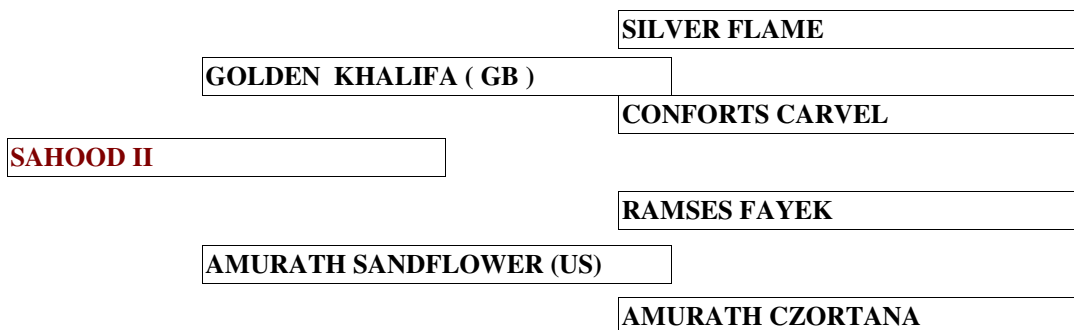 SILVER FLAME
GOLDEN KHALIFA ( GB )
CONFORTS CARVEL
SAHOOD II
RAMSES FAYEK
AMURATH SANDFLOWER (US)
AMURATH CZORTANA